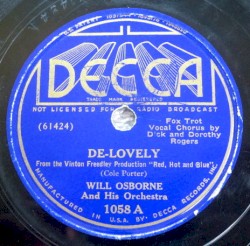 PATENT
DECCA
TRADE MARK REGISTERED
NOT LICENSED FOR RADIO BROADCAST
(61424)
Fox Trot
Vocal Chorus by
Dick and Dorothy
Rogers
DE-LOVELY
From the Vinton Freedley Production "Red, Hot and Blue"
(Cole Porter)
WILL OSBORNE
And His Orchestra
1058 A
MANUFACTURED IN U.S.A. BY DECCA RECORDS, INC.